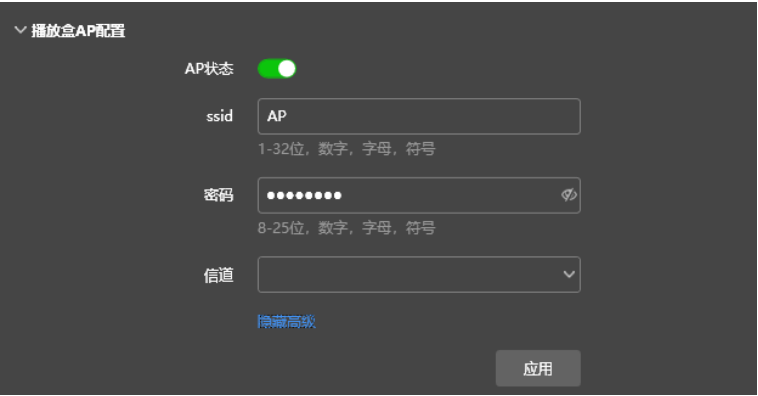 播放盒AP配置
AP状态
ssid AP
1-32位，数字，字母，符号
密码 ••••••••
8-25位，数字，字母，符号
信道
隐藏高级
应用